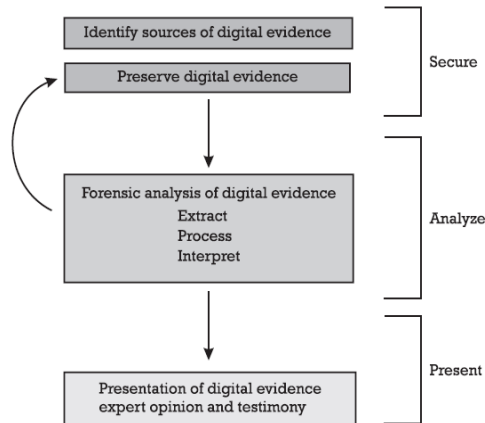 Identify sources of digital evidence
Preserve digital evidence
Secure
Forensic analysis of digital evidence
Extract
Process
Interpret
Analyze
Presentation of digital evidence
expert opinion and testimony
Present